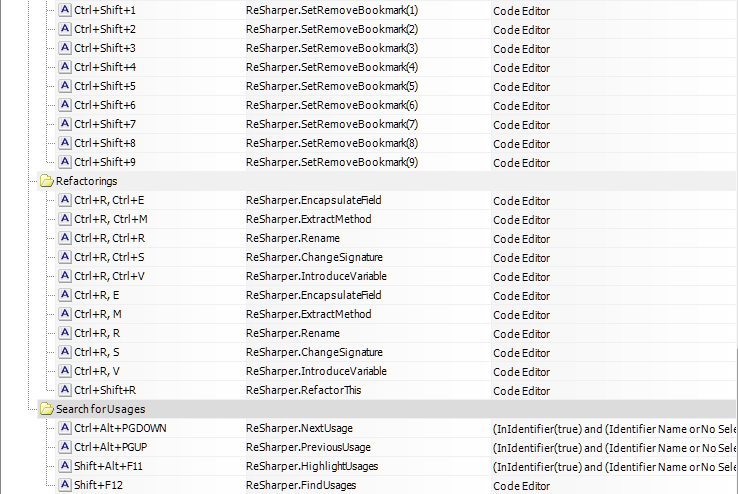 Ctrl+Shift+1 ReSharper.SetRemoveBookmark(1) Code Editor
Ctrl+Shift+2 ReSharper.SetRemoveBookmark(2) Code Editor
Ctrl+Shift+3 ReSharper.SetRemoveBookmark(3) Code Editor
Ctrl+Shift+4 ReSharper.SetRemoveBookmark(4) Code Editor
Ctrl+Shift+5 ReSharper.SetRemoveBookmark(5) Code Editor
Ctrl+Shift+6 ReSharper.SetRemoveBookmark(6) Code Editor
Ctrl+Shift+7 ReSharper.SetRemoveBookmark(7) Code Editor
Ctrl+Shift+8 ReSharper.SetRemoveBookmark(8) Code Editor
Ctrl+Shift+9 ReSharper.SetRemoveBookmark(9) Code Editor
Refactorings
Ctrl+R, Ctrl+E ReSharper.EncapsulateField Code Editor
Ctrl+R, Ctrl+M ReSharper.ExtractMethod Code Editor
Ctrl+R, Ctrl+R ReSharper.Rename Code Editor
Ctrl+R, Ctrl+S ReSharper.ChangeSignature Code Editor
Ctrl+R, Ctrl+V ReSharper.IntroduceVariable Code Editor
Ctrl+R, E ReSharper.EncapsulateField Code Editor
Ctrl+R, M ReSharper.ExtractMethod Code Editor
Ctrl+R, R ReSharper.Rename Code Editor
Ctrl+R, S ReSharper.ChangeSignature Code Editor
Ctrl+R, V ReSharper.IntroduceVariable Code Editor
Ctrl+Shift+R ReSharper.RefactorThis Code Editor
Search for Usages
Ctrl+Alt+PGDOWN ReSharper.NextUsage (InIdentifier(true) and (Identifier Name or No Sele
Ctrl+Alt+PGUP ReSharper.PreviousUsage (InIdentifier(true) and (Identifier Name or No Sele
Shift+Alt+F11 ReSharper.HighlightUsages (InIdentifier(true) and (Identifier Name or No Sele
Shift+F12 ReSharper.FindUsages Code Editor